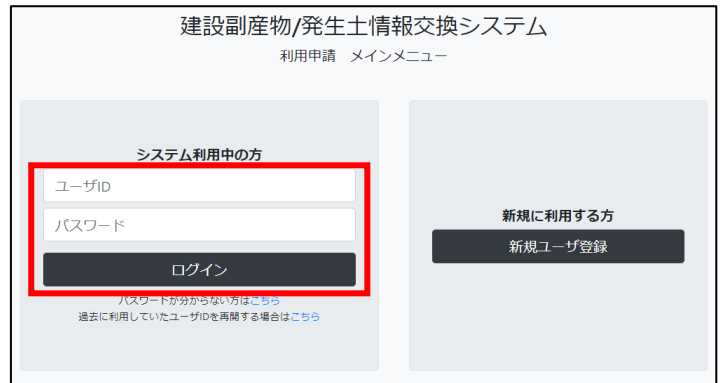 建設副産物/発生土情報交換システム
利用申請　メインメニュー
システム利用中の方
ユーザID
パスワード
ログイン
パスワードが分からない方はこちら
過去に利用していたユーザIDを再開する場合はこちら
新規に利用する方
新規ユーザ登録